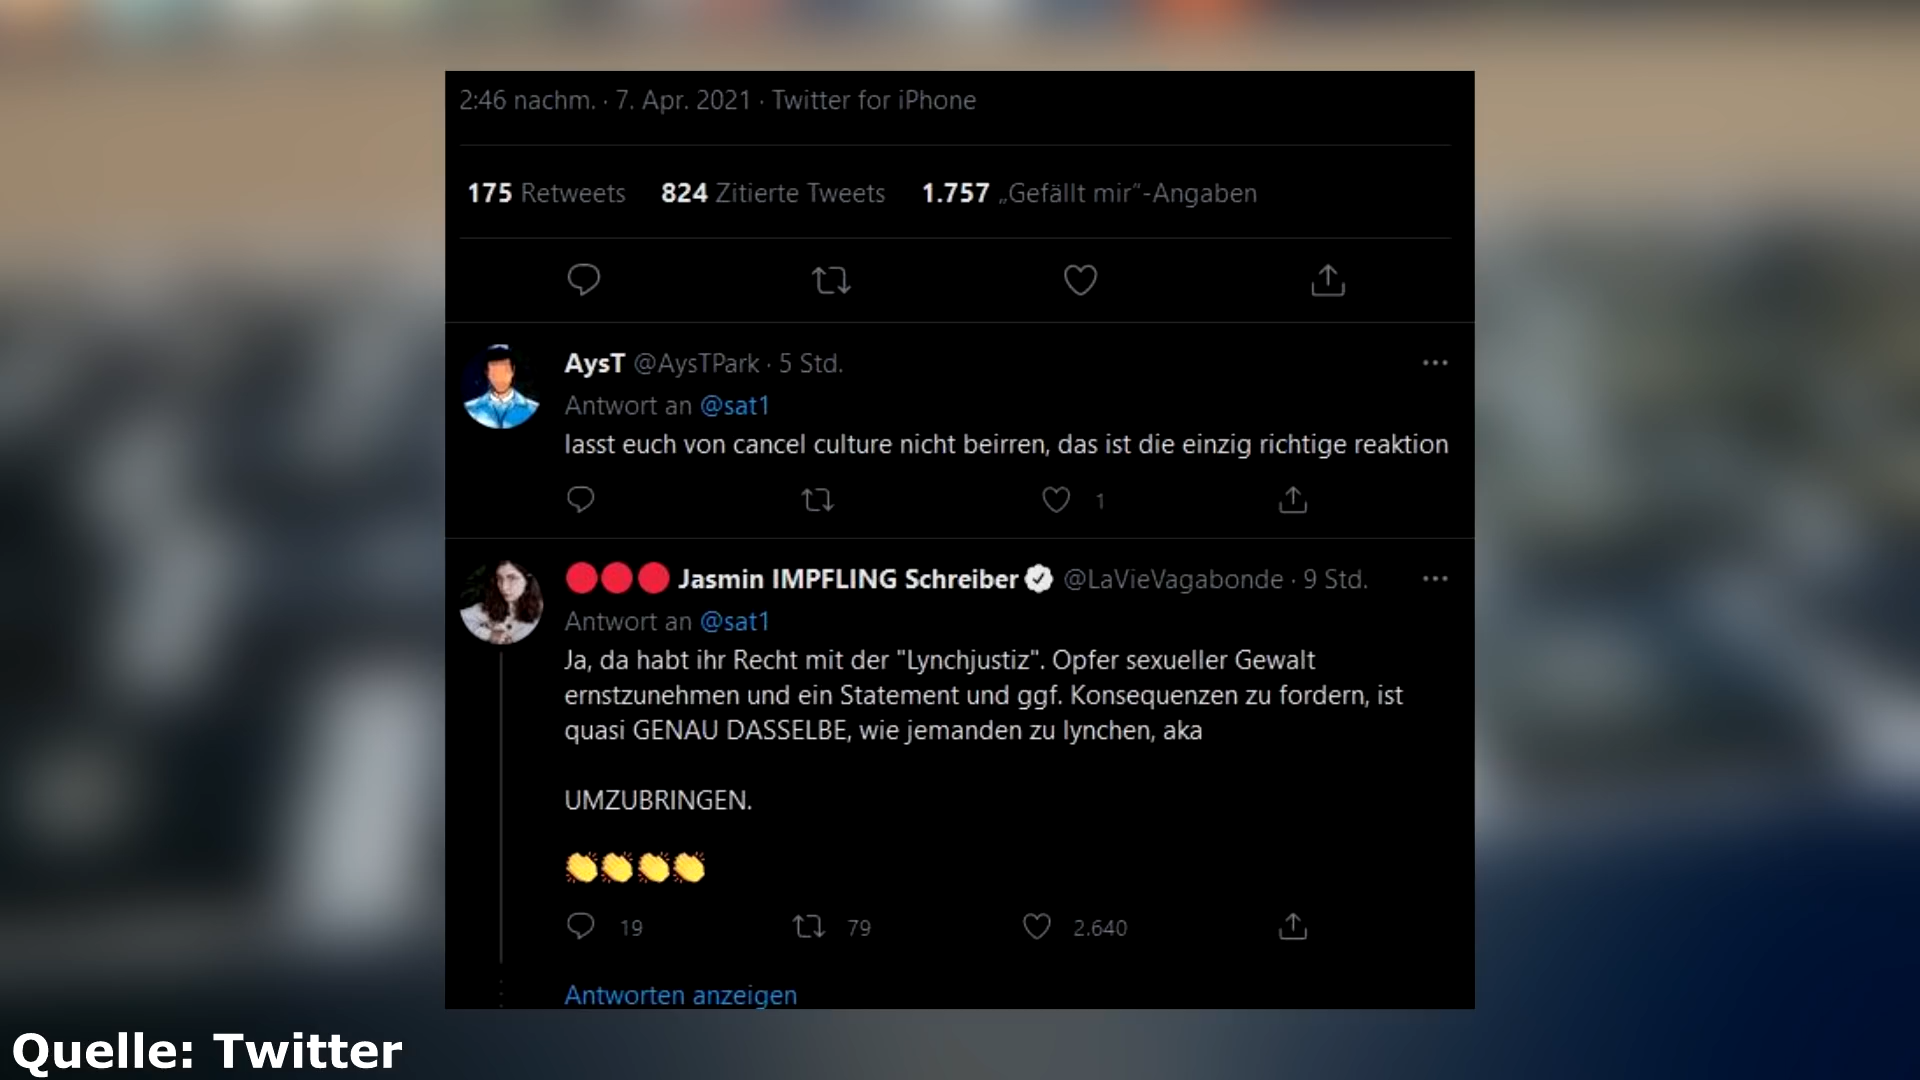 2:46 nachm. · 7. Apr. 2021 · Twitter for iPhone
175 Retweets 824 Zitierte Tweets 1.757 „Gefällt mir“-Angaben
AysT @AysTPark · 5 Std.
Antwort an @sat1
lasst euch von cancel culture nicht beirren, das ist die einzig richtige reaktion
1
🔴🔴🔴 Jasmin IMPFLING Schreiber @LaVieVagabonde · 9 Std.
Antwort an @sat1
Ja, da habt ihr Recht mit der "Lynchjustiz". Opfer sexueller Gewalt
ernstzunehmen und ein Statement und ggf. Konsequenzen zu fordern, ist
quasi GENAU DASSELBE, wie jemanden zu lynchen, aka
UMZUBRINGEN.
👏👏👏👏
19 79 2.640
Antworten anzeigen
Quelle: Twitter